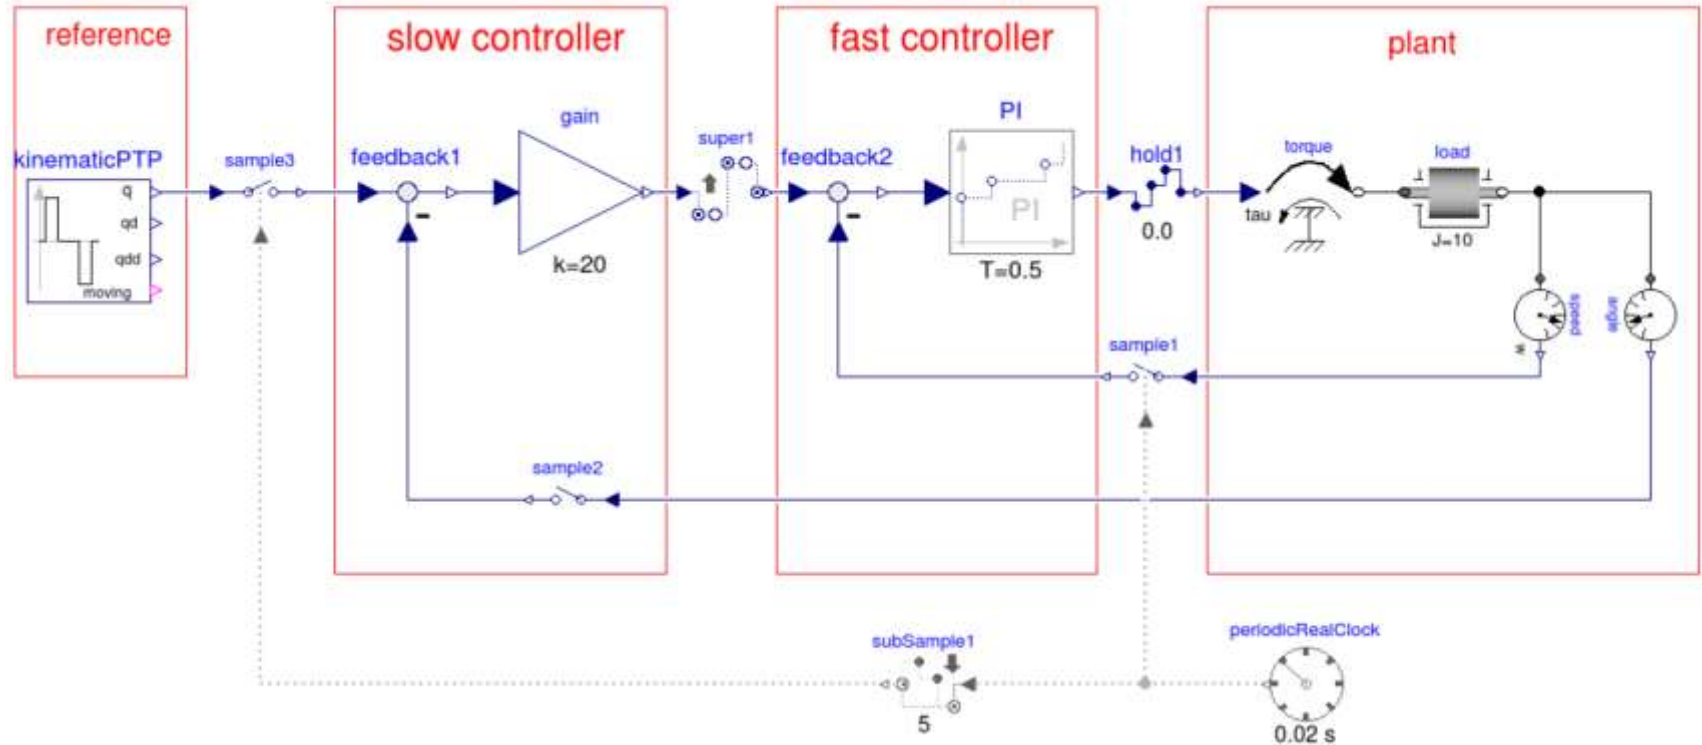 reference
slow controller
fast controller
plant
kinematicPTP
q
qd
qdd
moving
sample3
feedback1
gain
k=20
super1
feedback2
PI
PI
T=0.5
hold1
0.0
torque
tau
load
J=10
speed
w
angle
sample1
sample2
subSample1
5
periodicRealClock
0.02 s